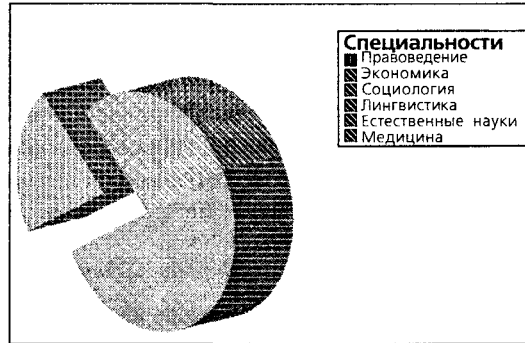 Специальности
Правоведение
Экономика
Социология
Лингвистика
Естественные науки
Медицина